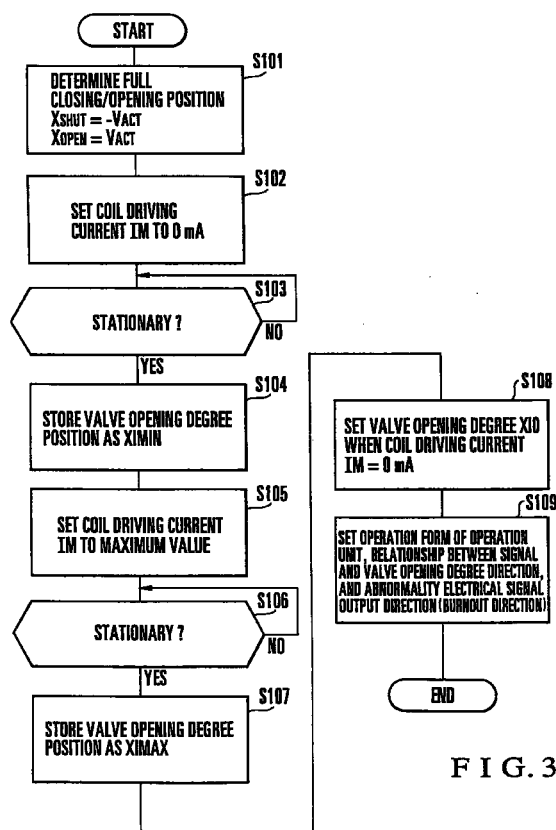 START
S101
DETERMINE FULL
CLOSING/OPENING POSITION
XSHUT = -VACT
XOPEN = VACT
S102
SET COIL DRIVING
CURRENT IM TO 0 mA
S103
STATIONARY ?
NO
YES
S104
STORE VALVE OPENING DEGREE
POSITION AS XIMIN
S105
SET COIL DRIVING CURRENT
IM TO MAXIMUM VALUE
S106
STATIONARY ?
NO
YES
S107
STORE VALVE OPENING DEGREE
POSITION AS XIMAX
S108
SET VALVE OPENING DEGREE XI0
WHEN COIL DRIVING CURRENT
IM = 0 mA
S109
SET OPERATION FORM OF OPERATION
UNIT, RELATIONSHIP BETWEEN SIGNAL
AND VALVE OPENING DEGREE DIRECTION,
AND ABNORMALITY ELECTRICAL SIGNAL
OUTPUT DIRECTION (BURNOUT DIRECTION)
END
FIG. 3